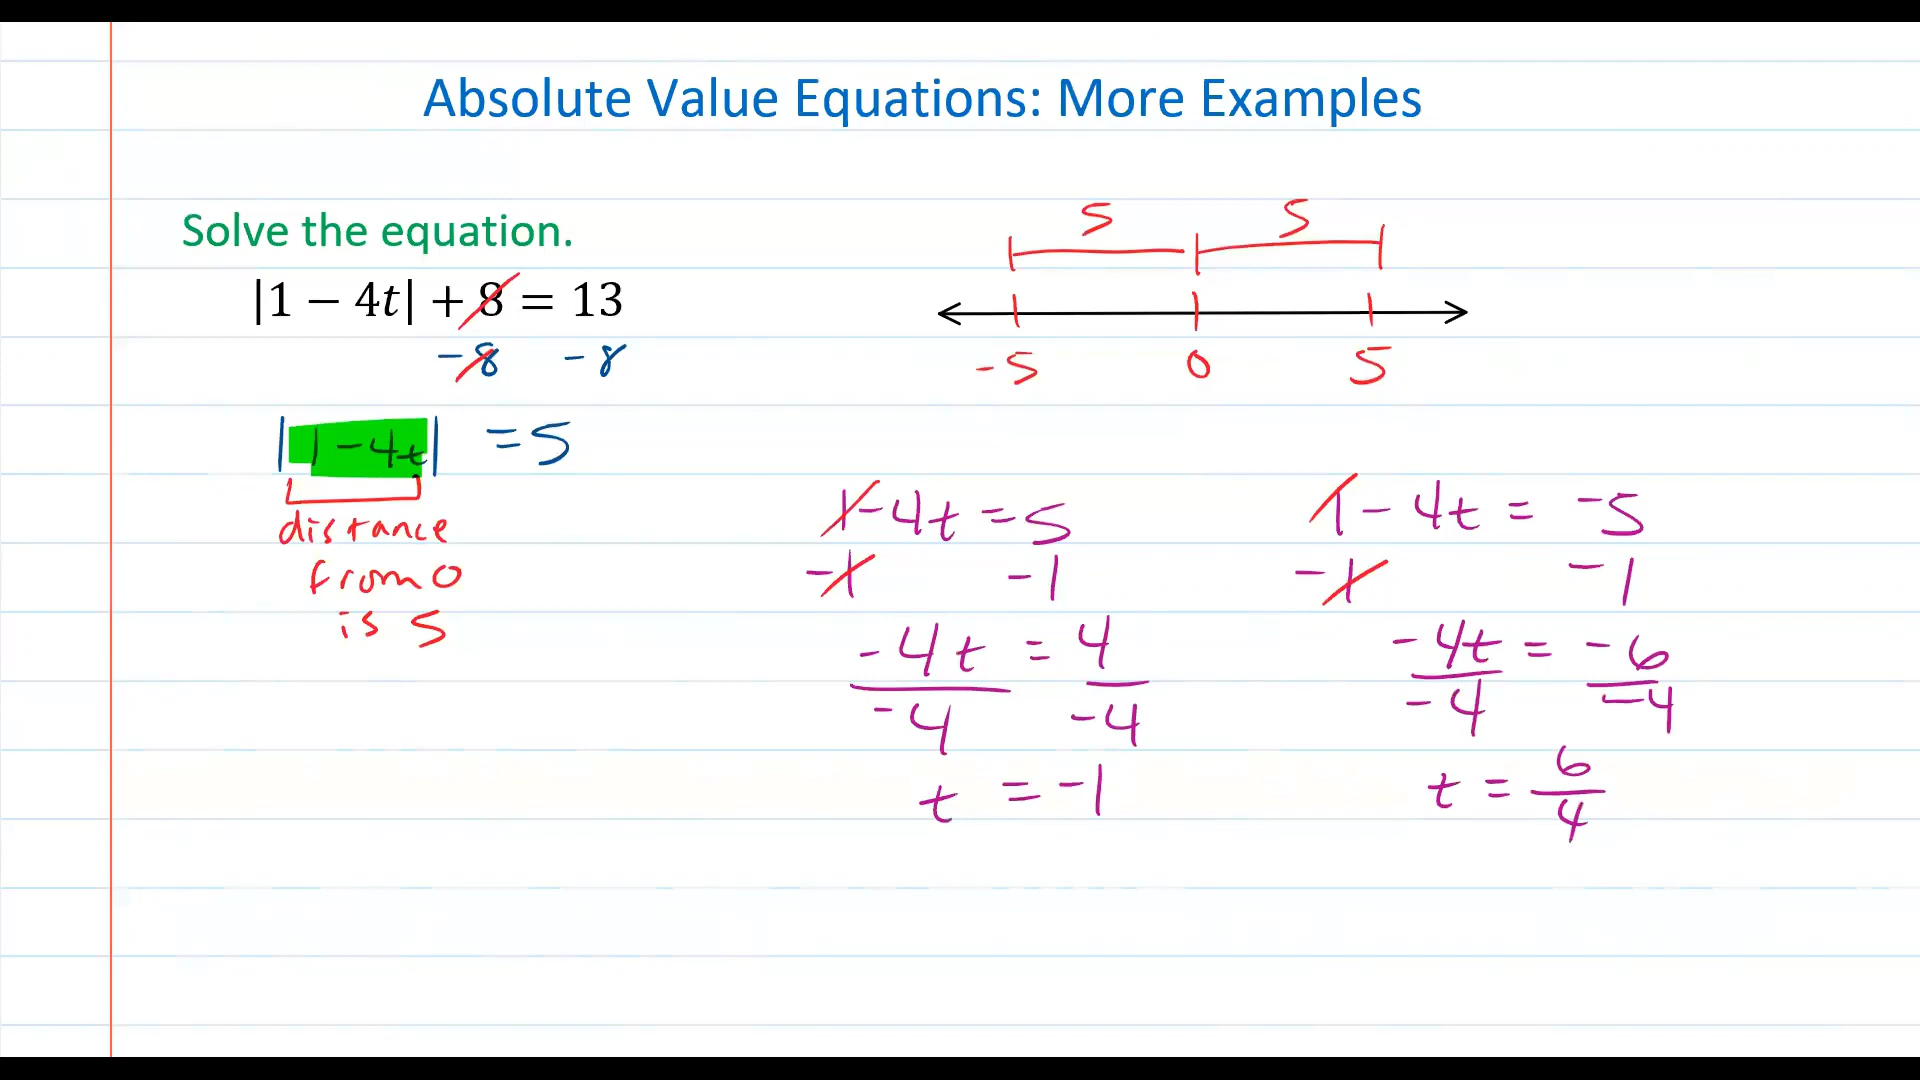 Absolute Value Equations: More Examples
Solve the equation.
|1 − 4t| + 8 = 13
-8 -8
|1-4t| = 5
distance
from 0
is 5
5 5
-5 0 5
1-4t = 5
-1 -1
-4t = 4
-4 -4
t = -1
1-4t = -5
-1 -1
-4t = -6
-4 -4
t = 6
4